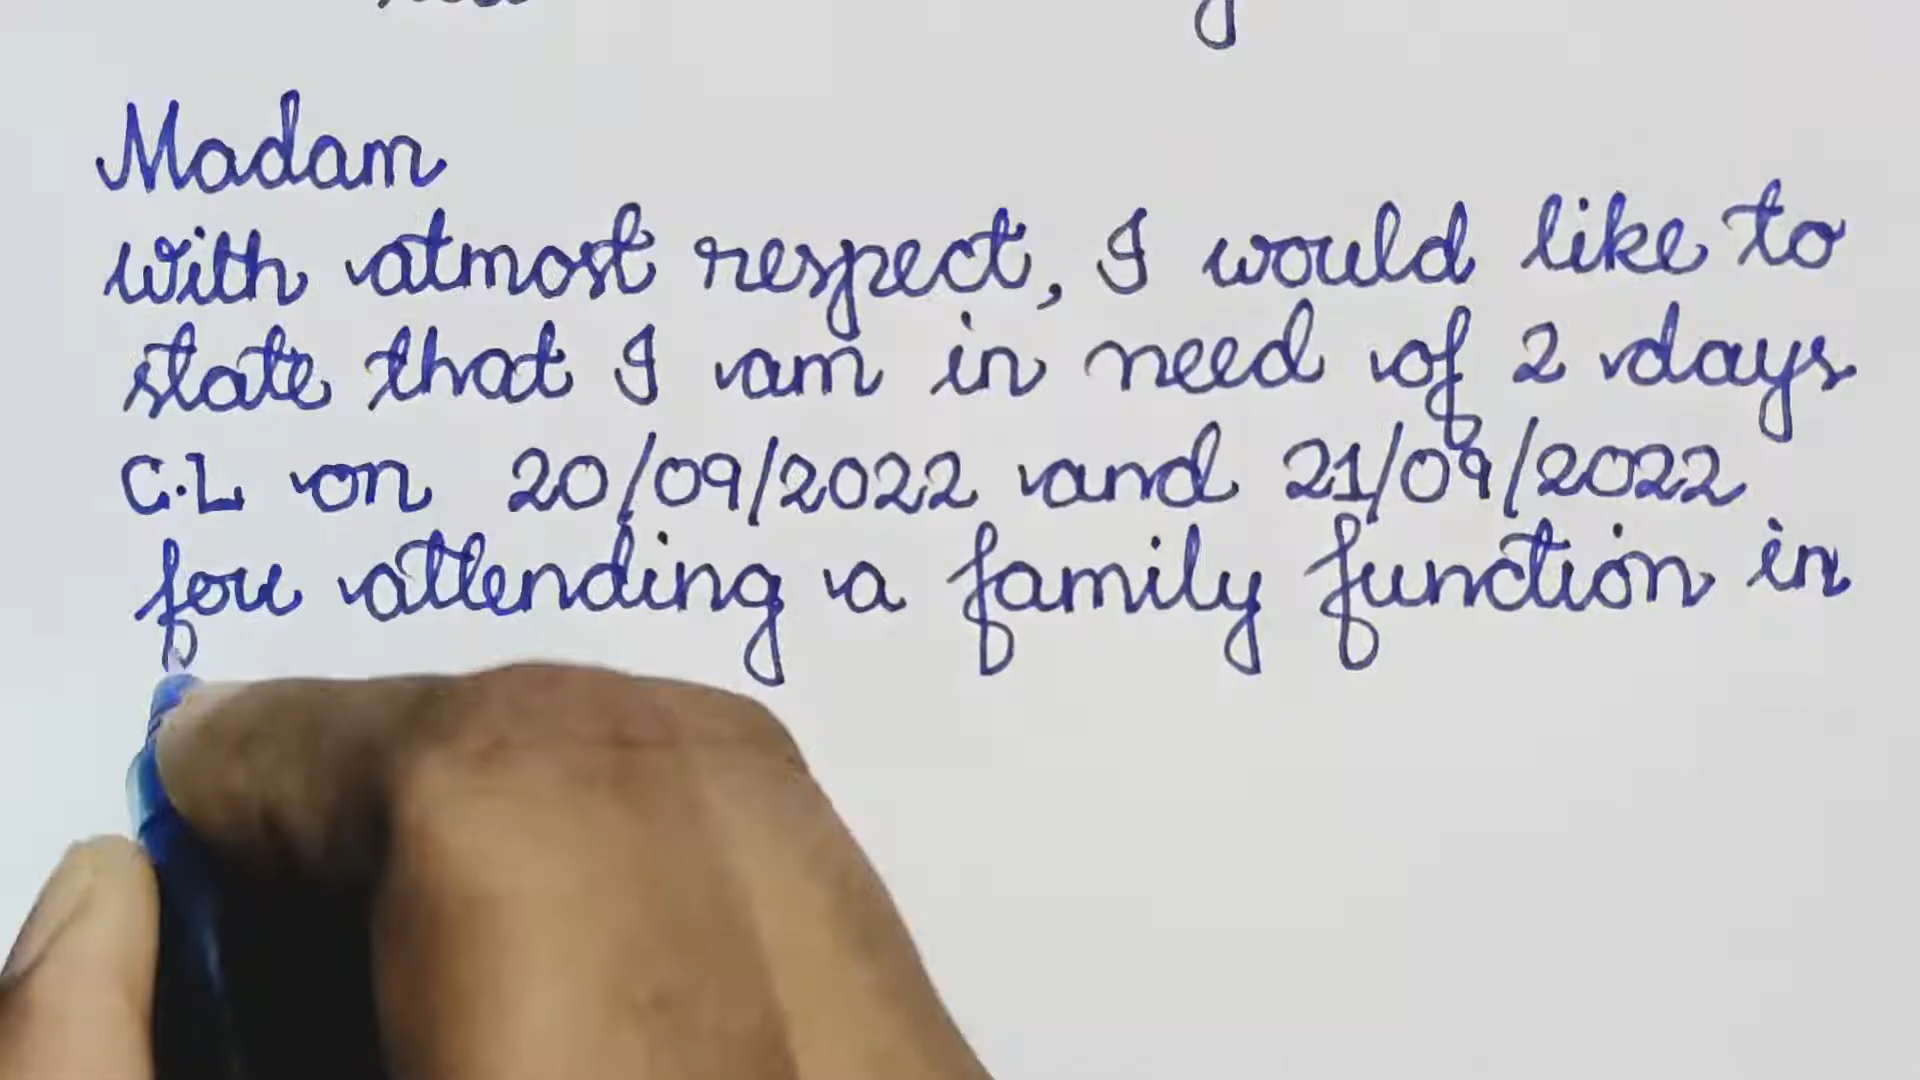 Madam
with atmost respect, I would like to
state that I am in need of 2 days
C.L on 20/09/2022 and 21/09/2022
for attending a family function in